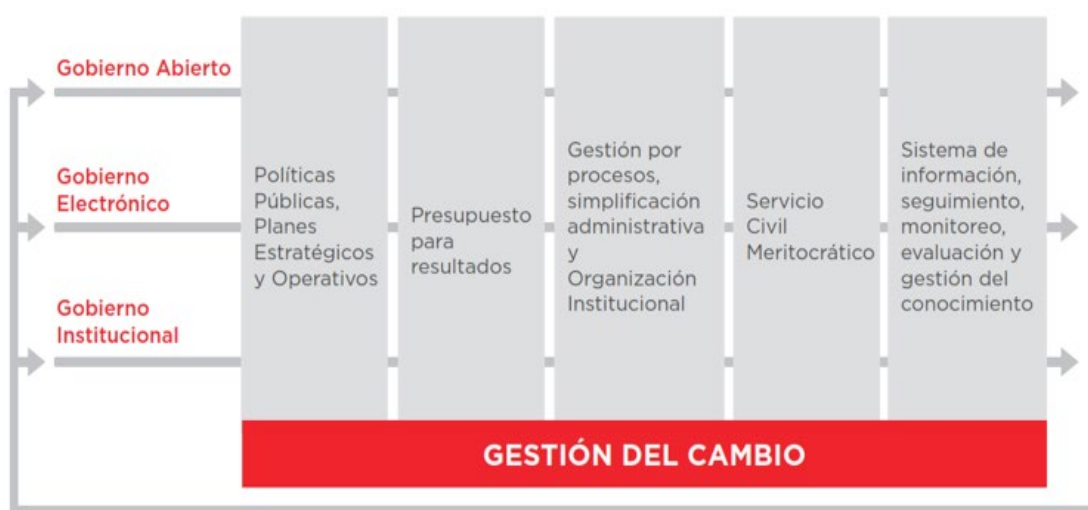 Gobierno Abierto
Gobierno
Electrónico
Gobierno
Institucional
Políticas
Públicas,
Planes
Estratégicos
y Operativos
Presupuesto
para
resultados
Gestión por
procesos,
simplificación
administrativa
y
Organización
Institucional
Servicio
Civil
Meritocrático
Sistema de
información,
seguimiento,
monitoreo,
evaluación y
gestión del
conocimiento
GESTIÓN DEL CAMBIO